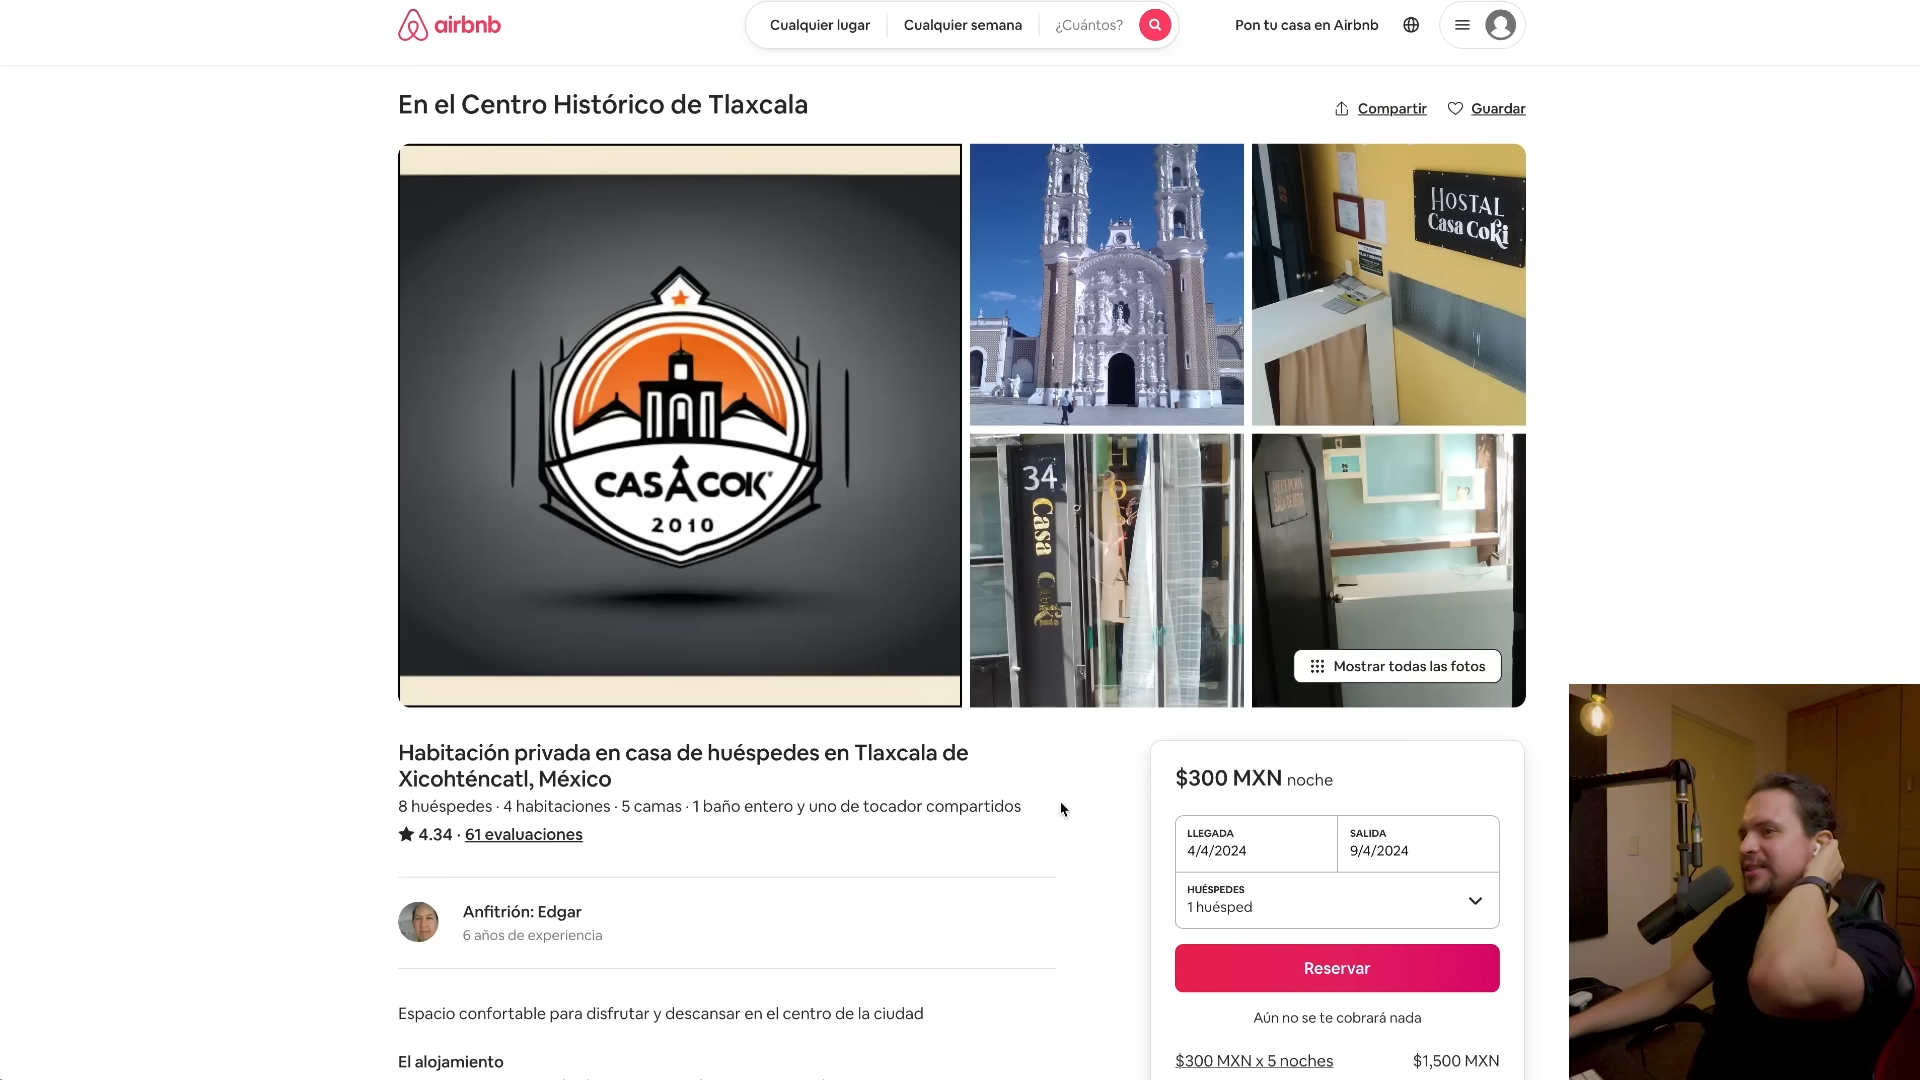 airbnb
Cualquier lugar
Cualquier semana
¿Cuántos?
Pon tu casa en Airbnb
En el Centro Histórico de Tlaxcala
Compartir
Guardar
CASACOK
2010
HOSTAL
Casa Coki
34
Casa Coki
HOSTAL
RECEPCIÓN
Mostrar todas las fotos
Habitación privada en casa de huéspedes en Tlaxcala de
Xicohténcatl, México
8 huéspedes · 4 habitaciones · 5 camas · 1 baño entero y uno de tocador compartidos
4.34 · 61 evaluaciones
Anfitrión: Edgar
6 años de experiencia
Espacio confortable para disfrutar y descansar en el centro de la ciudad
El alojamiento
$300 MXN noche
LLEGADA
4/4/2024
SALIDA
9/4/2024
HUÉSPEDES
1 huésped
Reservar
Aún no se te cobrará nada
$300 MXN x 5 noches
$1,500 MXN